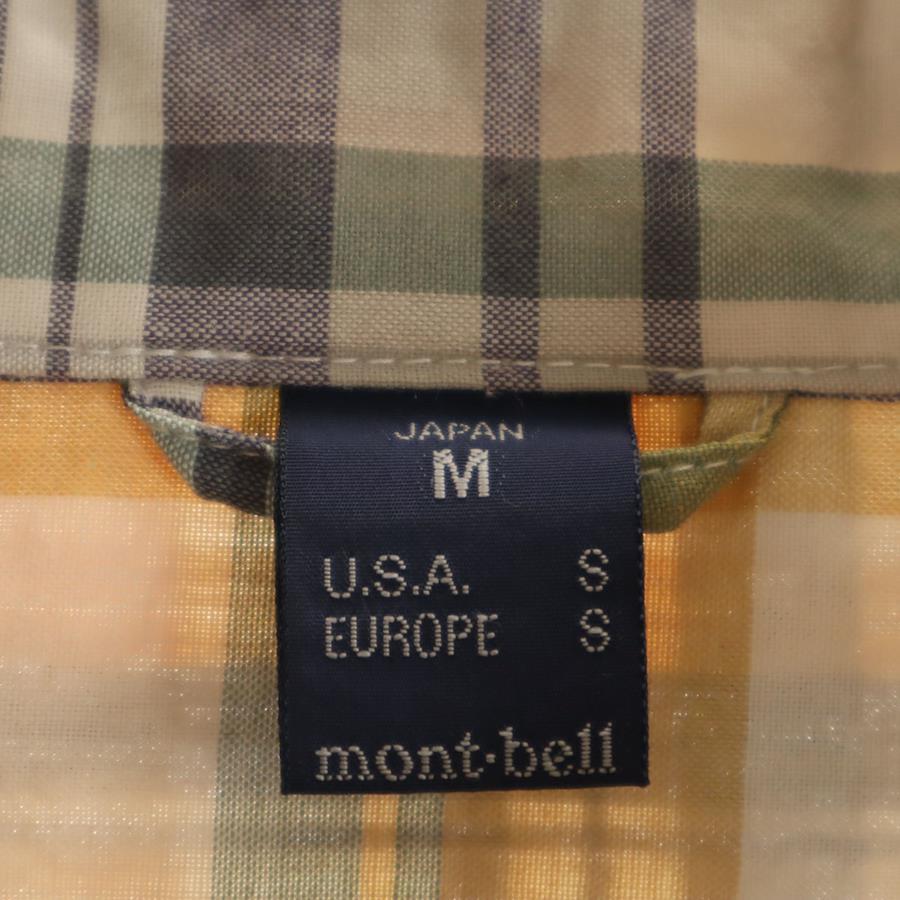 JAPAN
M
U.S.A. S
EUROPE S
mont·bell